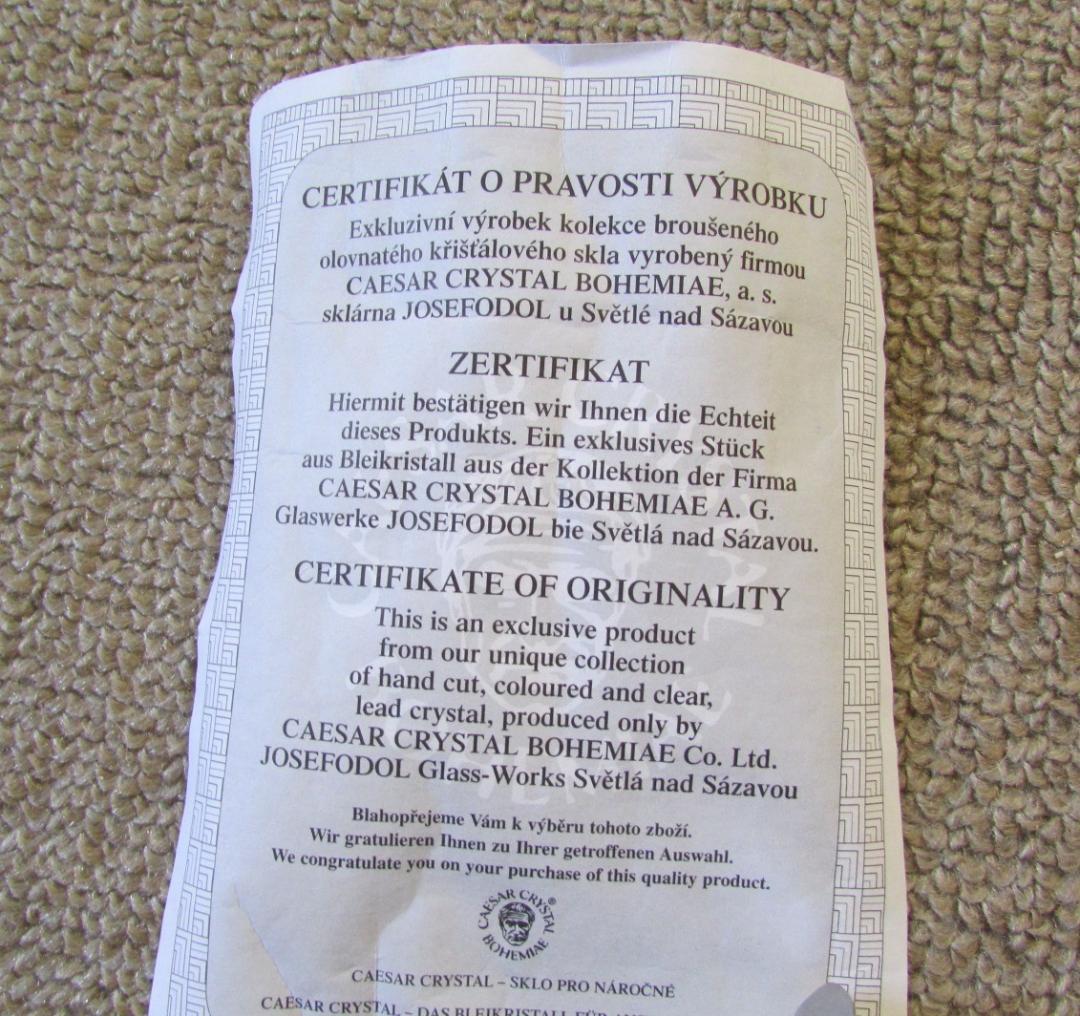 CERTIFIKÁT O PRAVOSTI VÝROBKU
Exkluzivní výrobek kolekce broušeného
olovnatého křišťálového skla vyrobený firmou
CAESAR CRYSTAL BOHEMIAE, a. s.
sklárna JOSEFODOL u Světlé nad Sázavou
ZERTIFIKAT
Hiermit bestätigen wir Ihnen die Echteit
dieses Produkts. Ein exklusives Stück
aus Bleikristall aus der Kollektion der Firma
CAESAR CRYSTAL BOHEMIAE A. G.
Glaswerke JOSEFODOL bie Světlá nad Sázavou.
CERTIFIKATE OF ORIGINALITY
This is an exclusive product
from our unique collection
of hand cut, coloured and clear,
lead crystal, produced only by
CAESAR CRYSTAL BOHEMIAE Co. Ltd.
JOSEFODOL Glass-Works Světlá nad Sázavou
Blahopřejeme Vám k výběru tohoto zboží.
Wir gratulieren Ihnen zu Ihrer getroffenen Auswahl.
We congratulate you on your purchase of this quality product.
CAESAR CRYSTAL®
BOHEMIAE
CAESAR CRYSTAL – SKLO PRO NÁROČNÉ
CAESAR CRYSTAL – DAS BLEIKRISTALL FÜR